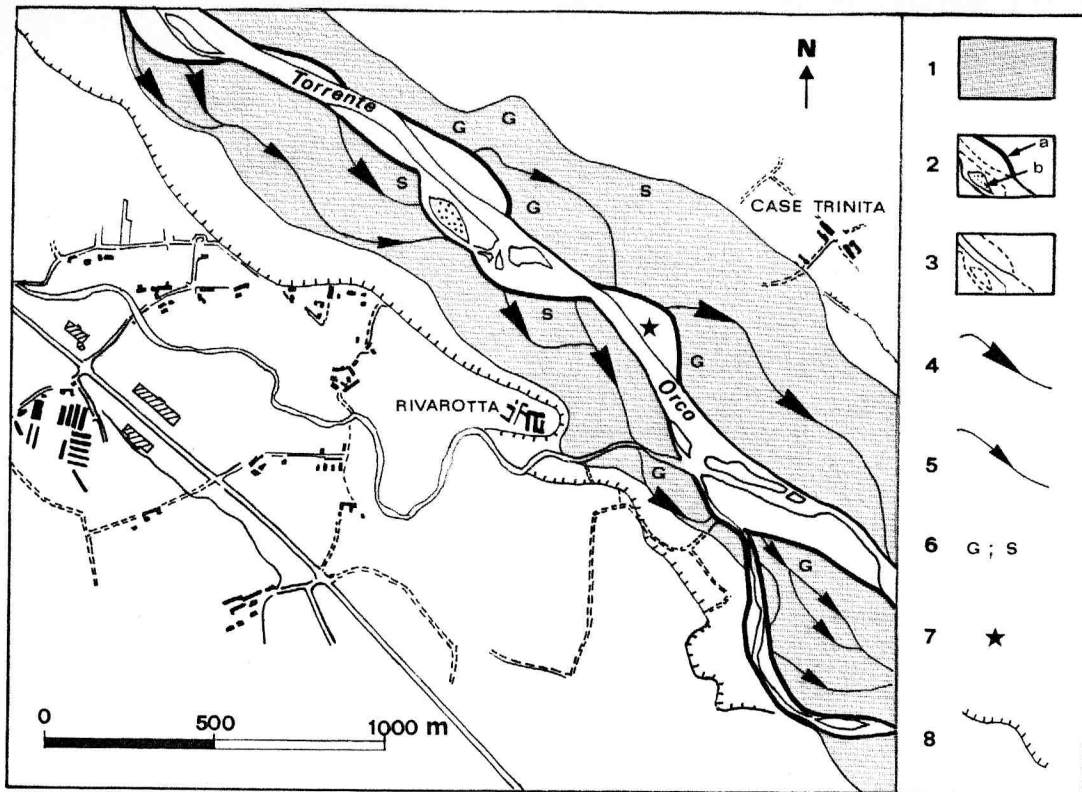 N
Torrente
G
G
S
G
S
CASE TRINITA
S
G
RIVAROTTA
Orco
G
G
0 500 1000 m
1
2 a
b
3
4
5
6 G ; S
7
8